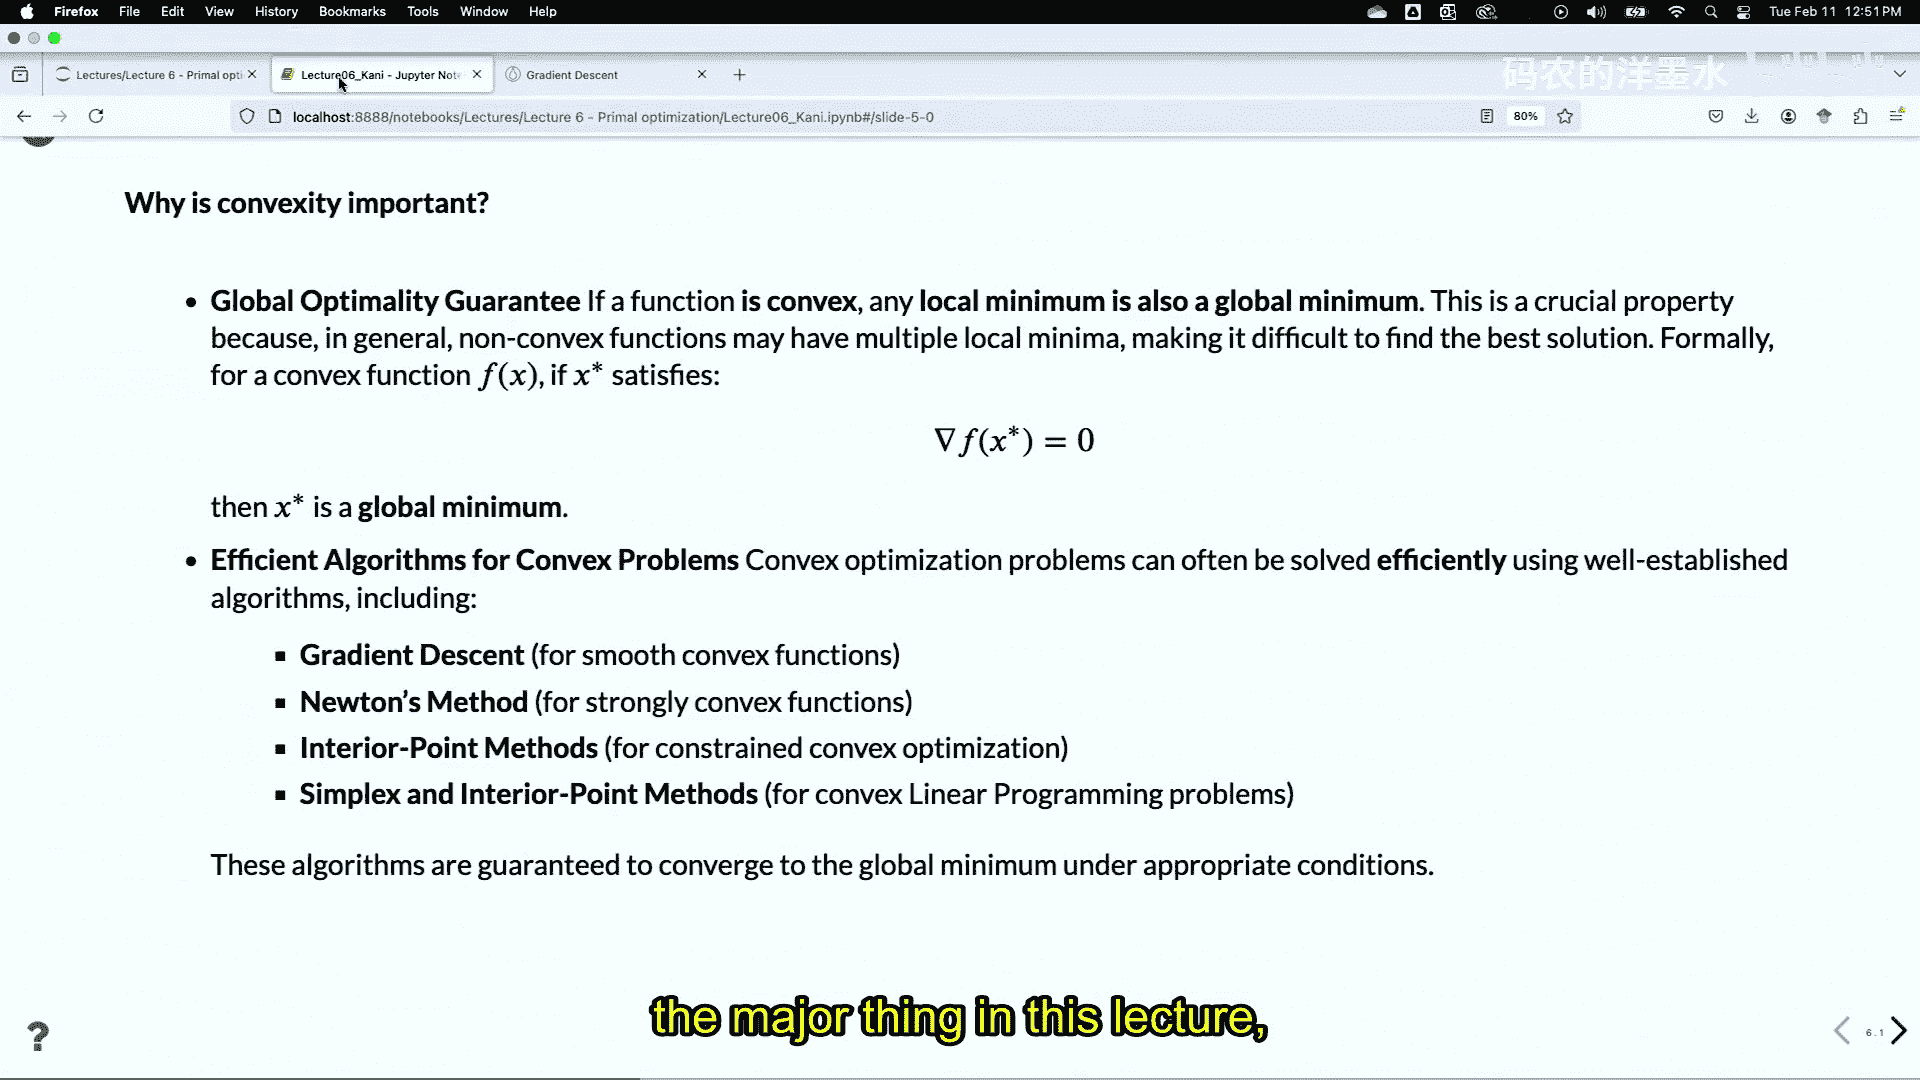 Firefox File Edit View History Bookmarks Tools Window Help Tue Feb 11 12:51 PM
Lectures/Lecture 6 - Primal opti Lecture06_Kani - Jupyter Note Gradient Descent
码农的洋墨水
localhost:8888/notebooks/Lectures/Lecture 6 - Primal optimization/Lecture06_Kani.ipynb#/slide-5-0 80%
Why is convexity important?
• Global Optimality Guarantee If a function is convex, any local minimum is also a global minimum. This is a crucial property
because, in general, non-convex functions may have multiple local minima, making it difficult to find the best solution. Formally,
for a convex function f(x), if x* satisfies:
∇f(x*) = 0
then x* is a global minimum.
• Efficient Algorithms for Convex Problems Convex optimization problems can often be solved efficiently using well-established
algorithms, including:
▪ Gradient Descent (for smooth convex functions)
▪ Newton’s Method (for strongly convex functions)
▪ Interior-Point Methods (for constrained convex optimization)
▪ Simplex and Interior-Point Methods (for convex Linear Programming problems)
These algorithms are guaranteed to converge to the global minimum under appropriate conditions.
the major thing in this lecture,
? 6.1